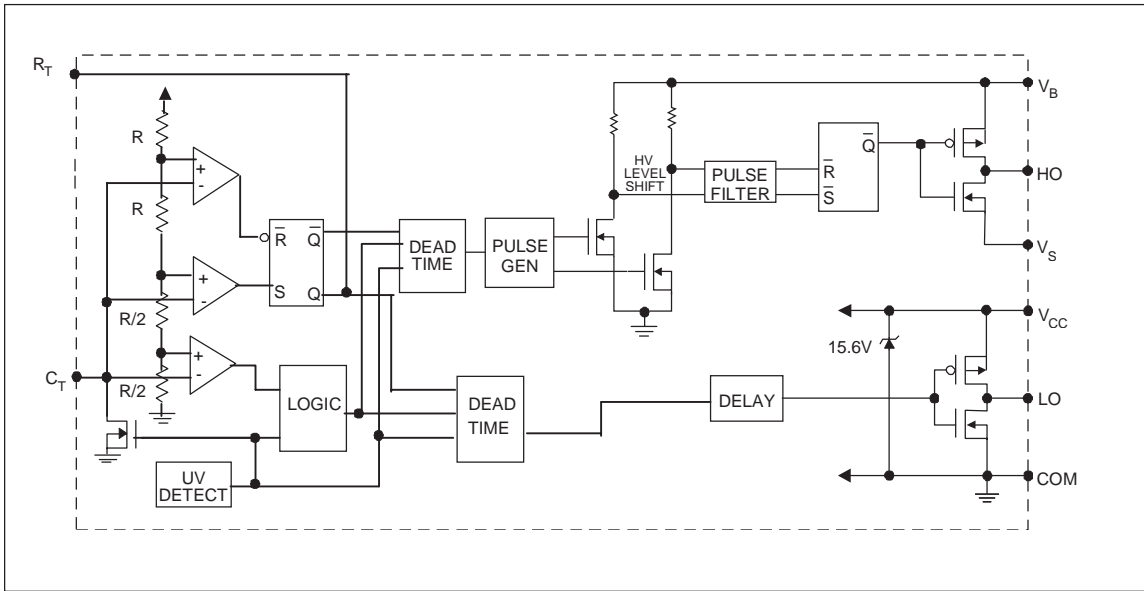 R_T
V_B
R
+
-
HV
LEVEL
SHIFT
PULSE
FILTER
R̅
S̅
Q̅
HO
R
R̅
Q̅
S
Q
DEAD
TIME
PULSE
GEN
V_S
+
-
R/2
V_CC
15.6V
+
-
C_T
R/2
LOGIC
DEAD
TIME
DELAY
LO
UV
DETECT
COM